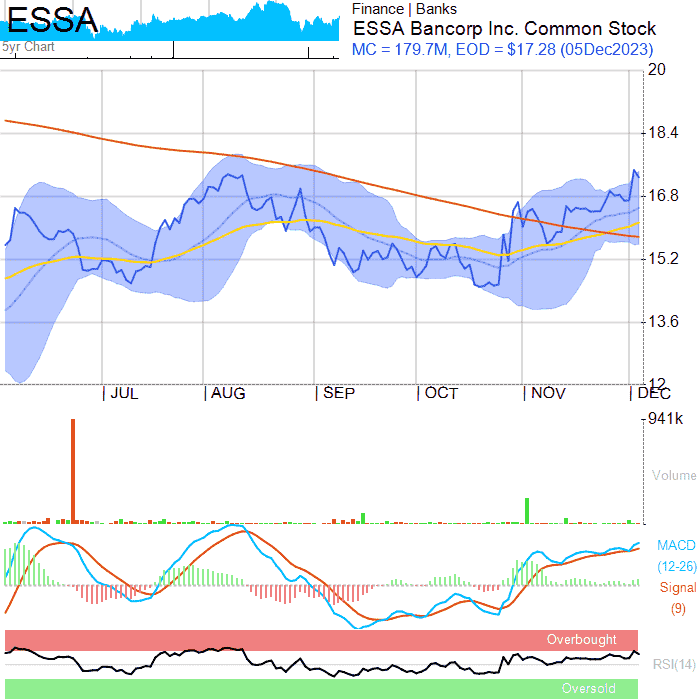 ESSA
5yr Chart
Finance | Banks
ESSA Bancorp Inc. Common Stock
MC = 179.7M, EOD = $17.28 (05Dec2023)
20
18.4
16.8
15.2
13.6
12
JUL AUG SEP OCT NOV DEC
941k
Volume
MACD
(12-26)
Signal
(9)
Overbought
RSI(14)
Oversold